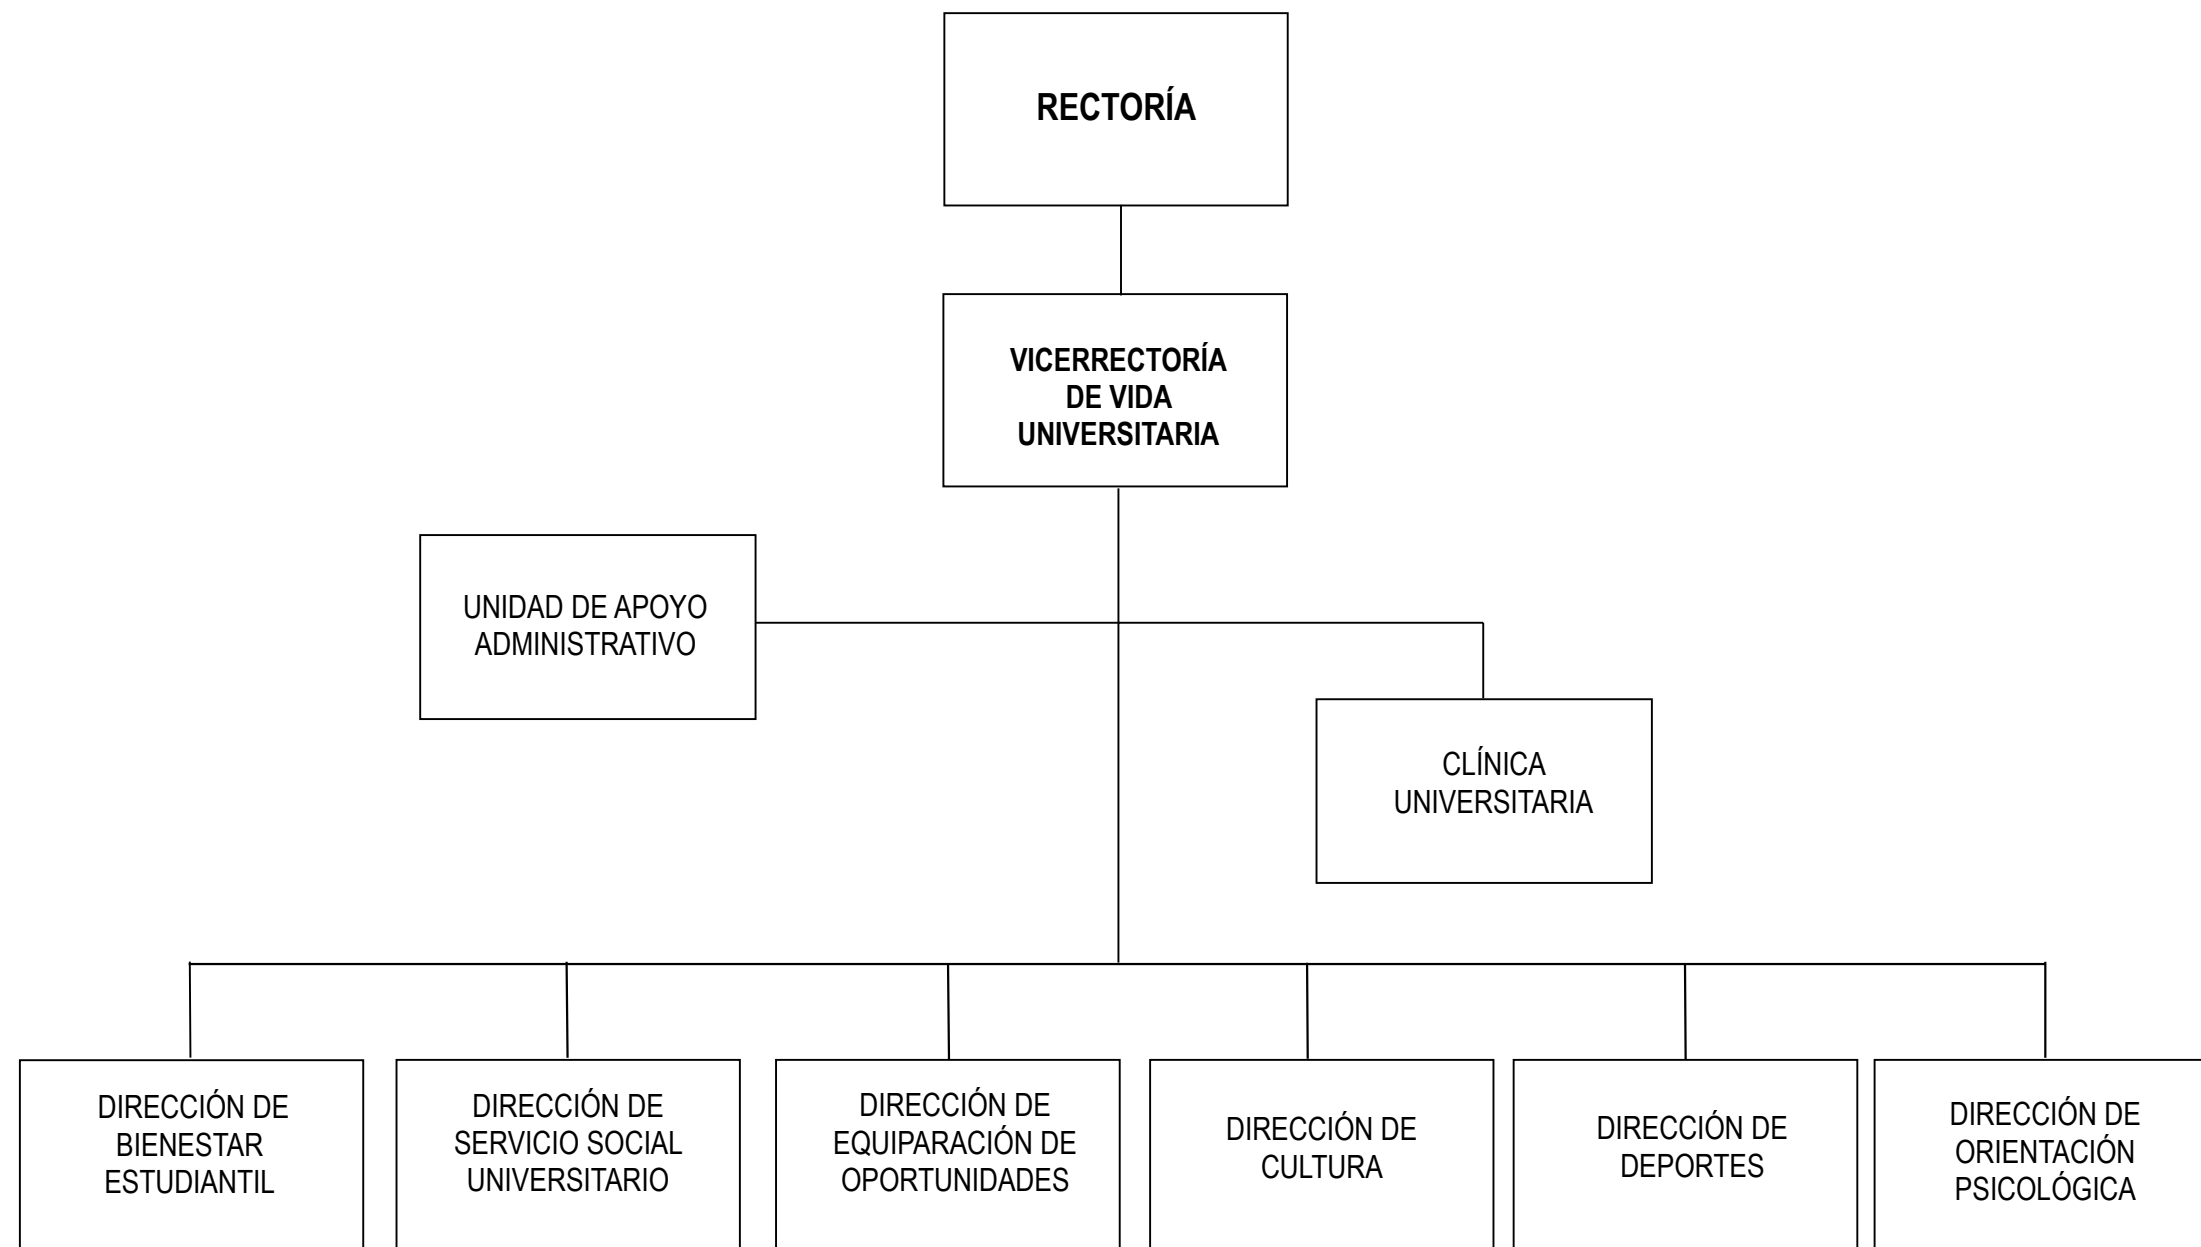 RECTORÍA
VICERRECTORÍA
DE VIDA
UNIVERSITARIA
UNIDAD DE APOYO
ADMINISTRATIVO
CLÍNICA
UNIVERSITARIA
DIRECCIÓN DE
BIENESTAR
ESTUDIANTIL
DIRECCIÓN DE
SERVICIO SOCIAL
UNIVERSITARIO
DIRECCIÓN DE
EQUIPARACIÓN DE
OPORTUNIDADES
DIRECCIÓN DE
CULTURA
DIRECCIÓN DE
DEPORTES
DIRECCIÓN DE
ORIENTACIÓN
PSICOLÓGICA